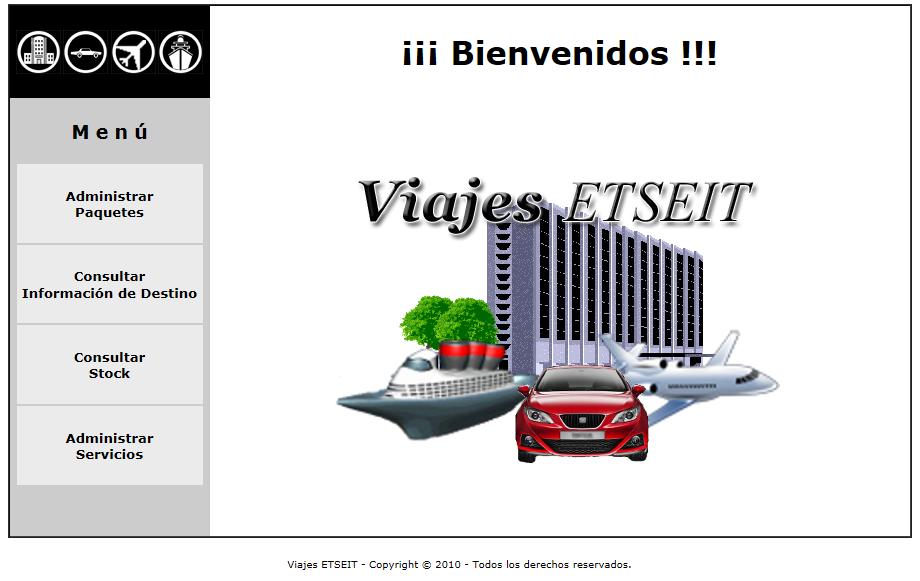 ¡¡¡ Bienvenidos !!!
M e n ú
Administrar
Paquetes
Consultar
Información de Destino
Consultar
Stock
Administrar
Servicios
Viajes ETSEIT
Viajes ETSEIT - Copyright © 2010 - Todos los derechos reservados.